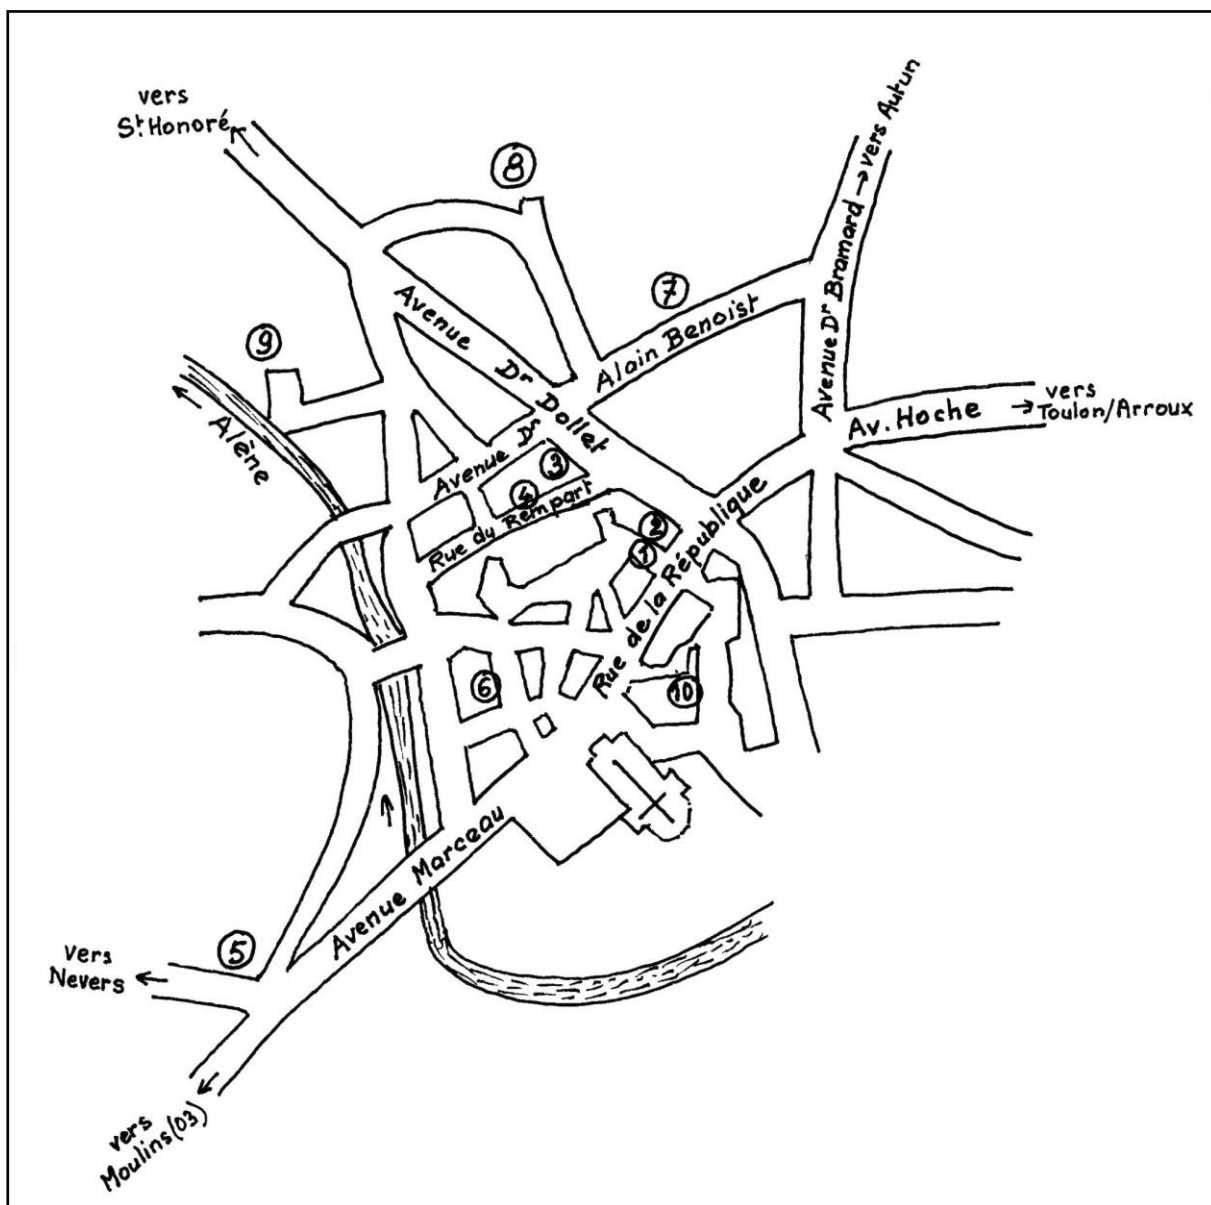 vers
St. Honoré
vers Autun
8
7
Avenue Dr Bramard
Alain Benoist
Avenue Dr Dollet
9
Alène
Av. Hoche
vers
Toulon/Arroux
Avenue Dr
3
4
Rue du Rempart
2
1
Rue de la République
6
10
Avenue Marceau
5
vers
Nevers
vers
Moulins(03)